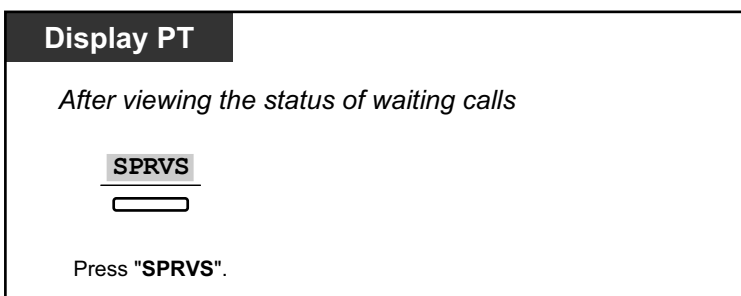 Display PT
After viewing the status of waiting calls
SPRVS
Press "SPRVS".